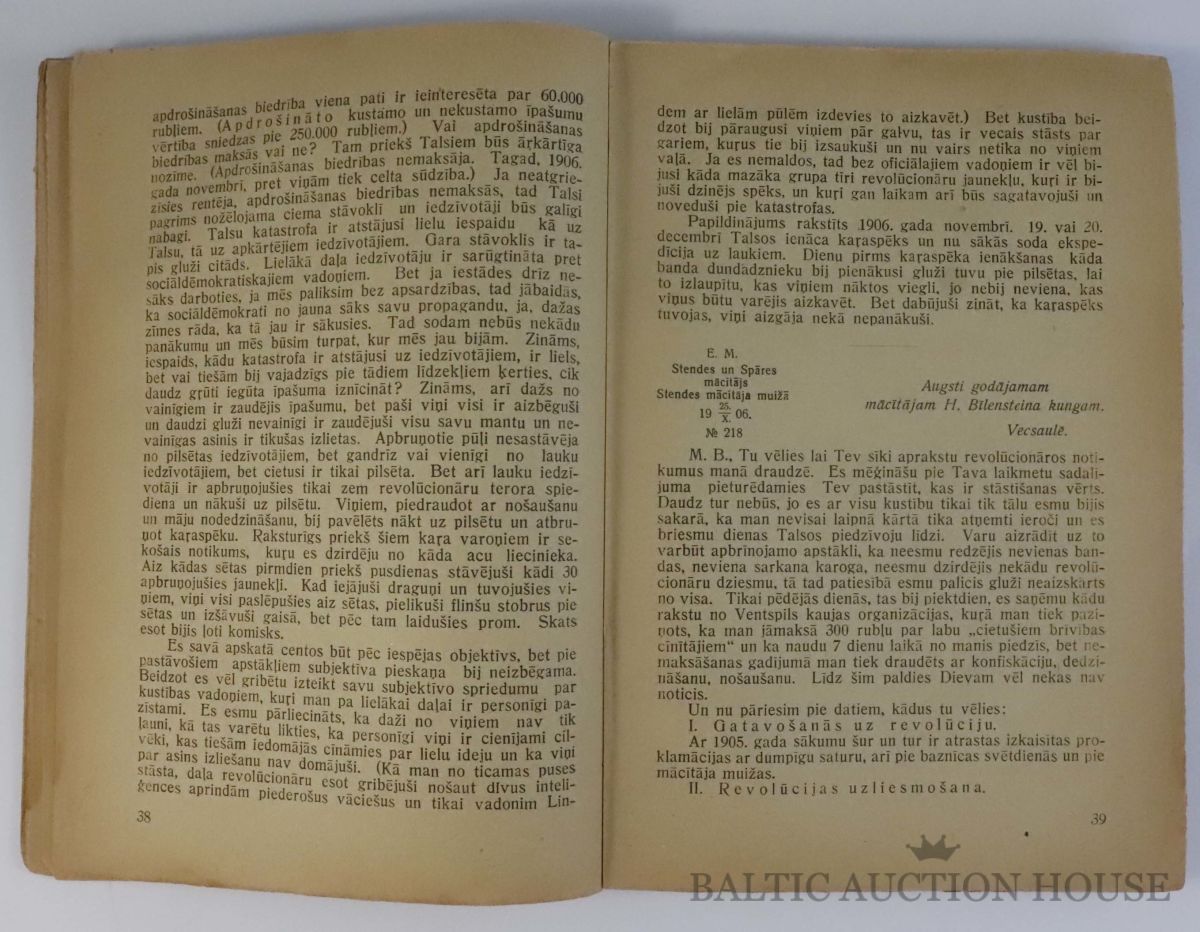 apdrošināšanas biedrība viena pati ir ieinteresēta par 60.000
rubļiem. (Apdrošināto kustamo un nekustamo īpašumu
vērtība sniedzas pie 250.000 rubļiem.) Vai apdrošināšanas
biedrības maksās vai ne? Tam priekš Talsiem būs ārkārtīga
nozīme. (Apdrošināšanas biedrības nemaksāja. Tagad, 1906.
gada novembrī, pret viņām tiek celta sūdzība.) Ja neatgrie-
zīsies rentēja, apdrošināšanas biedrības nemaksās, tad Talsi
pagrims nožēlojama ciema stāvoklī un iedzīvotāji būs galīgi
nabagi. Talsu katastrofa ir atstājusi lielu iespaidu kā uz
Talsu, tā uz apkārtējiem iedzīvotājiem. Gara stāvoklis ir ta-
pis gluži citāds. Lielākā daļa iedzīvotāju ir sarūgtināta pret
sociāldēmokratiskajiem vadoņiem. Bet ja iestādes drīz ne-
sāks darboties, ja mēs paliksim bez apsardzības, tad jābaidās,
ka sociāldēmokrati no jauna sāks savu propagandu, ja, dažas
zīmes rāda, ka tā jau ir sākusies. Tad sodam nebūs nekādu
panākumu un mēs būsim turpat, kur mēs jau bijām. Zināms,
iespaids, kādu katastrofa ir atstājusi uz iedzīvotājiem, ir liels,
bet vai tiešām bij vajadzīgs pie tādiem līdzekļiem ķerties, cik
daudz grūti iegūta īpašuma iznīcināt? Zināms, arī dažs no
vainīgiem ir zaudējis īpašumu, bet paši viņi visi ir aizbēguši
un daudzi gluži nevainīgi ir zaudējuši visu savu mantu un ne-
vainīgas asinis ir tikušas izlietas. Apbruņotie pūļi nesastāvēja
no pilsētas iedzīvotājiem, bet gandrīz vai vienīgi no lauku
iedzīvotājiem, bet cietusi ir tikai pilsēta. Bet arī lauku iedzī-
votāji ir apbruņojušies tikai zem revolūcionāru terora spie-
diena un nākuši uz pilsētu. Viņiem, piedraudot ar nošaušanu
un māju nodedzināšanu, bij pavēlēts nākt uz pilsētu un atbru-
ņot kaŗaspēku. Raksturīgs priekš šiem kaŗa varoņiem ir se-
košais notikums, kuŗu es dzirdēju no kāda acu liecinieka.
Aiz kādas sētas pirmdien priekš pusdienas stāvējuši kādi 30
apbruņojušies jaunekļi. Kad iejājuši draguņi un tuvojušies vi-
ņiem, viņi visi paslēpušies aiz sētas, pielikuši flinšu stobrus pie
sētas un izšāvuši gaisā, bet pēc tam laidušies prom. Skats
esot bijis ļoti komisks.
Es savā apskatā centos būt pēc iespējas objektīvs, bet pie
pastāvošiem apstākļiem subjektīva pieskaņa bij neizbēgama.
Beidzot es vēl gribētu izteikt savu subjektīvo spriedumu par
kustības vadoņiem, kuŗi man pa lielākai daļai ir personīgi pa-
zīstami. Es esmu pārliecināts, ka daži no viņiem nav tik
ļauni, kā tas varētu likties, ka personīgi viņi ir cienījami cil-
vēki, kas tiešām iedomājās cīnāmies par lielu ideju un ka viņi
par asins izliešanu nav domājuši. (Kā man no ticamas puses
stāsta, daļa revolūcionāru esot gribējuši nošaut dīvus inteli-
ģences aprindām piederošus vāciešus un tikai vadonim Lin-
38
dem ar lielām pūlēm izdevies to aizkavēt.) Bet kustība bei-
dzot bij pāraugusi viņiem pār galvu, tas ir vecais stāsts par
gariem, kuŗus tie bij izsaukuši un nu vairs netika no viņiem
vaļā. Ja es nemaldos, tad bez oficiālajiem vadoņiem ir vēl bi-
jusi kāda mazāka grupa tīri revolūcionāru jaunekļu, kuŗi ir bi-
juši dzinējs spēks, un kuŗi gan laikam arī būs sagatavojuši un
noveduši pie katastrofas.
Papildinājums rakstīts 1906. gada novembrī. 19. vai 20.
decembrī Talsos ienāca kaŗaspēks un nu sākās soda ekspe-
dīcija uz laukiem. Dienu pirms kaŗaspēka ienākšanas kāda
banda dundadznieku bij pienākusi gluži tuvu pie pilsētas, lai
to izlaupītu, kas viņiem nāktos viegli, jo nebij neviena, kas
viņus būtu varējis aizkavēt. Bet dabūjuši zināt, ka kaŗaspēks
tuvojas, viņi aizgāja nekā nepanākuši.
E. M.
Stendes un Spāres
mācītājs
Stendes mācītāja muižā
19 25./X. 06.
№ 218
Augsti godājamam
mācītājam H. Bīlensteina kungam.
Vecsaulē.
M. B., Tu vēlies lai Tev sīki aprakstu revolūcionāros noti-
kumus manā draudzē. Es mēģināšu pie Tava laikmetu sadalī-
juma pieturēdamies Tev pastāstīt, kas ir stāstīšanas vērts.
Daudz tur nebūs, jo es ar visu kustību tikai tik tālu esmu bijis
sakarā, ka man nevisai laipnā kārtā tika atņemti ieroči un es
briesmu dienas Talsos piedzīvoju līdzi. Varu aizrādīt uz to
varbūt apbrīnojamo apstākli, ka neesmu redzējis nevienas ban-
das, neviena sarkana karoga, neesmu dzirdējis nekādu revolū-
cionāru dziesmu, tā tad patiesībā esmu palicis gluži neaizskārts
no visa. Tikai pēdējās dienās, tas bij piektdien, es saņēmu kādu
rakstu no Ventspils kaujas organizācijas, kuŗā man tiek pazi-
ņots, ka man jāmaksā 300 rubļu par labu „cietušiem brīvības
cīnītājiem“ un ka naudu 7 dienu laikā no manis piedzīs, bet ne-
maksāšanas gadījumā man tiek draudēts ar konfiskāciju, dedzi-
nāšanu, nošaušanu. Līdz šim paldies Dievam vēl nekas nav
noticis.
Un nu pāriesim pie datiem, kādus tu vēlies:
I. Gatavošanās uz revolūciju.
Ar 1905. gada sākumu šur un tur ir atrastas izkaisītas pro-
klamācijas ar dumpīgu saturu, arī pie baznīcas svētdienās un pie
mācītāja muižas.
II. Revolūcijas uzliesmošana.
39
BALTIC AUCTION HOUSE